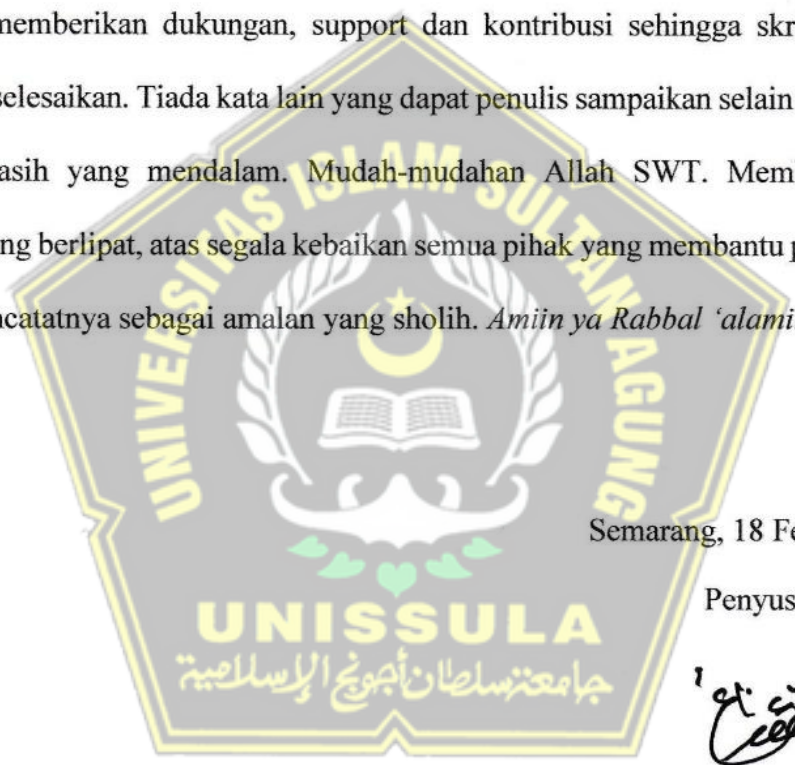 memberikan dukungan, support dan kontribusi sehingga skr
selesaikan. Tiada kata lain yang dapat penulis sampaikan selain
asih yang mendalam. Mudah-mudahan Allah SWT. Mem
ng berlipat, atas segala kebaikan semua pihak yang membantu p
catatnya sebagai amalan yang sholih. Amiin ya Rabbal ‘alami
UNIVERSITAS ISLAM SULTAN AGUNG
Semarang, 18 Fe
Penyus
UNISSULA
جامعة سلطان أجونج الإسلامية